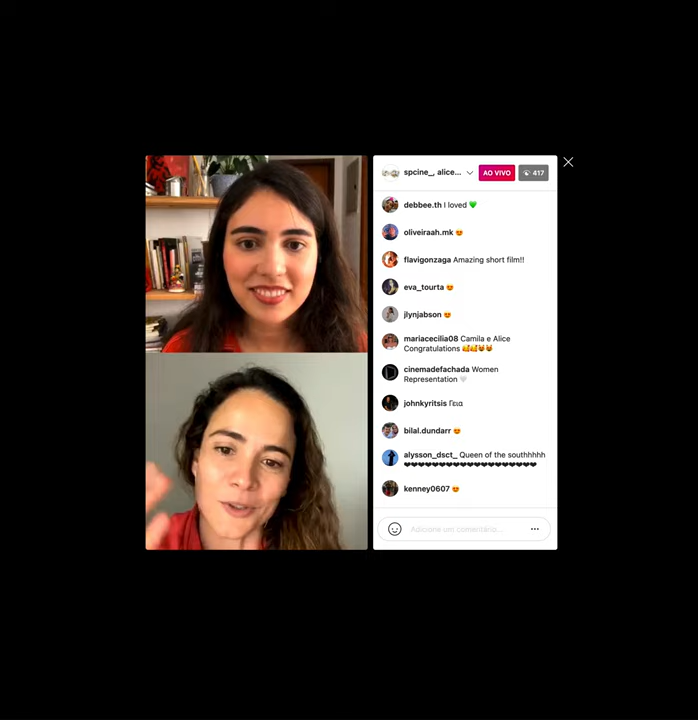 spcine_, alice...
AO VIVO
417
debbee.th I loved 💚
oliveiraah.mk 😍
flavigonzaga Amazing short film!!
eva_tourta 😍
jlynjabson 😍
mariacecilia08 Camila e Alice
Congratulations 🥰🥰😻😻
cinemadefachada Women
Representation 🤍
johnkyritsis Γεια
bilal.dundarr 😍
alysson_dsct_ Queen of the southhhhh
❤❤❤❤❤❤❤❤❤❤❤❤❤❤❤❤❤❤❤
kenney0607 😍
Adicione um comentário...